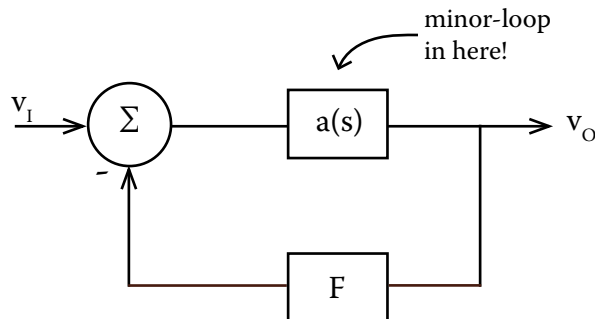 minor-loop
in here!
v_I
Σ
a(s)
v_O
-
F